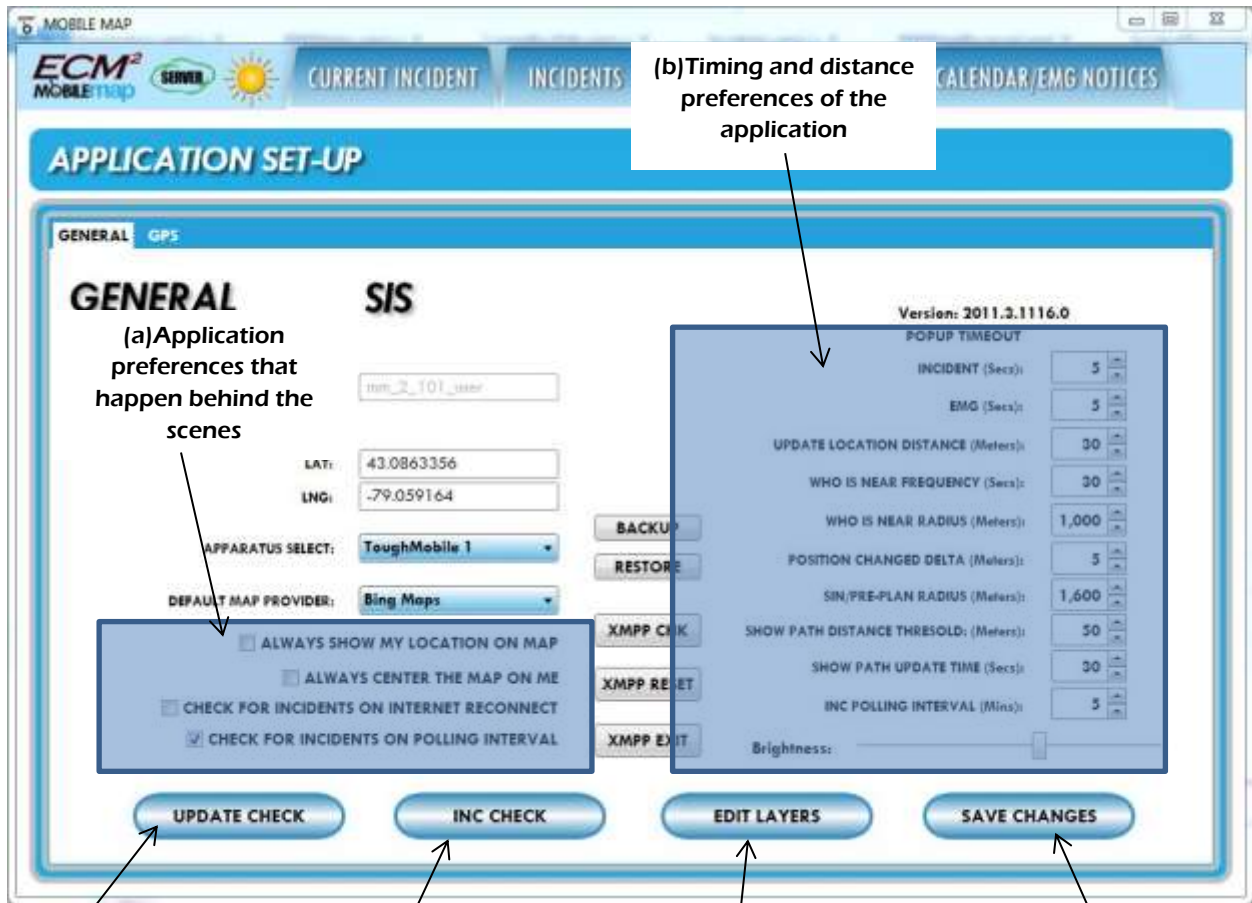 MOBILE MAP
ECM²
MOBILEmap
SERVER
CURRENT INCIDENT
INCIDENTS
CALENDAR/EMG NOTICES
(b)Timing and distance
preferences of the
application
APPLICATION SET-UP
GENERAL GPS
GENERAL
SIS
Version: 2011.3.1116.0
(a)Application
preferences that
happen behind the
scenes
mm_2_101_user
LAT: 43.0863356
LNG: -79.059164
APPARATUS SELECT: ToughMobile 1
DEFAULT MAP PROVIDER: Bing Maps
ALWAYS SHOW MY LOCATION ON MAP
ALWAYS CENTER THE MAP ON ME
CHECK FOR INCIDENTS ON INTERNET RECONNECT
CHECK FOR INCIDENTS ON POLLING INTERVAL
BACKUP
RESTORE
XMPP CHK
XMPP RESET
XMPP EXIT
POPUP TIMEOUT
INCIDENT (Secs): 5
EMG (Secs): 5
UPDATE LOCATION DISTANCE (Meters): 30
WHO IS NEAR FREQUENCY (Secs): 30
WHO IS NEAR RADIUS (Meters): 1,000
POSITION CHANGED DELTA (Meters): 5
SIN/PRE-PLAN RADIUS (Meters): 1,600
SHOW PATH DISTANCE THRESOLD: (Meters): 50
SHOW PATH UPDATE TIME (Secs): 30
INC POLLING INTERVAL (Mins): 5
Brightness:
UPDATE CHECK
INC CHECK
EDIT LAYERS
SAVE CHANGES